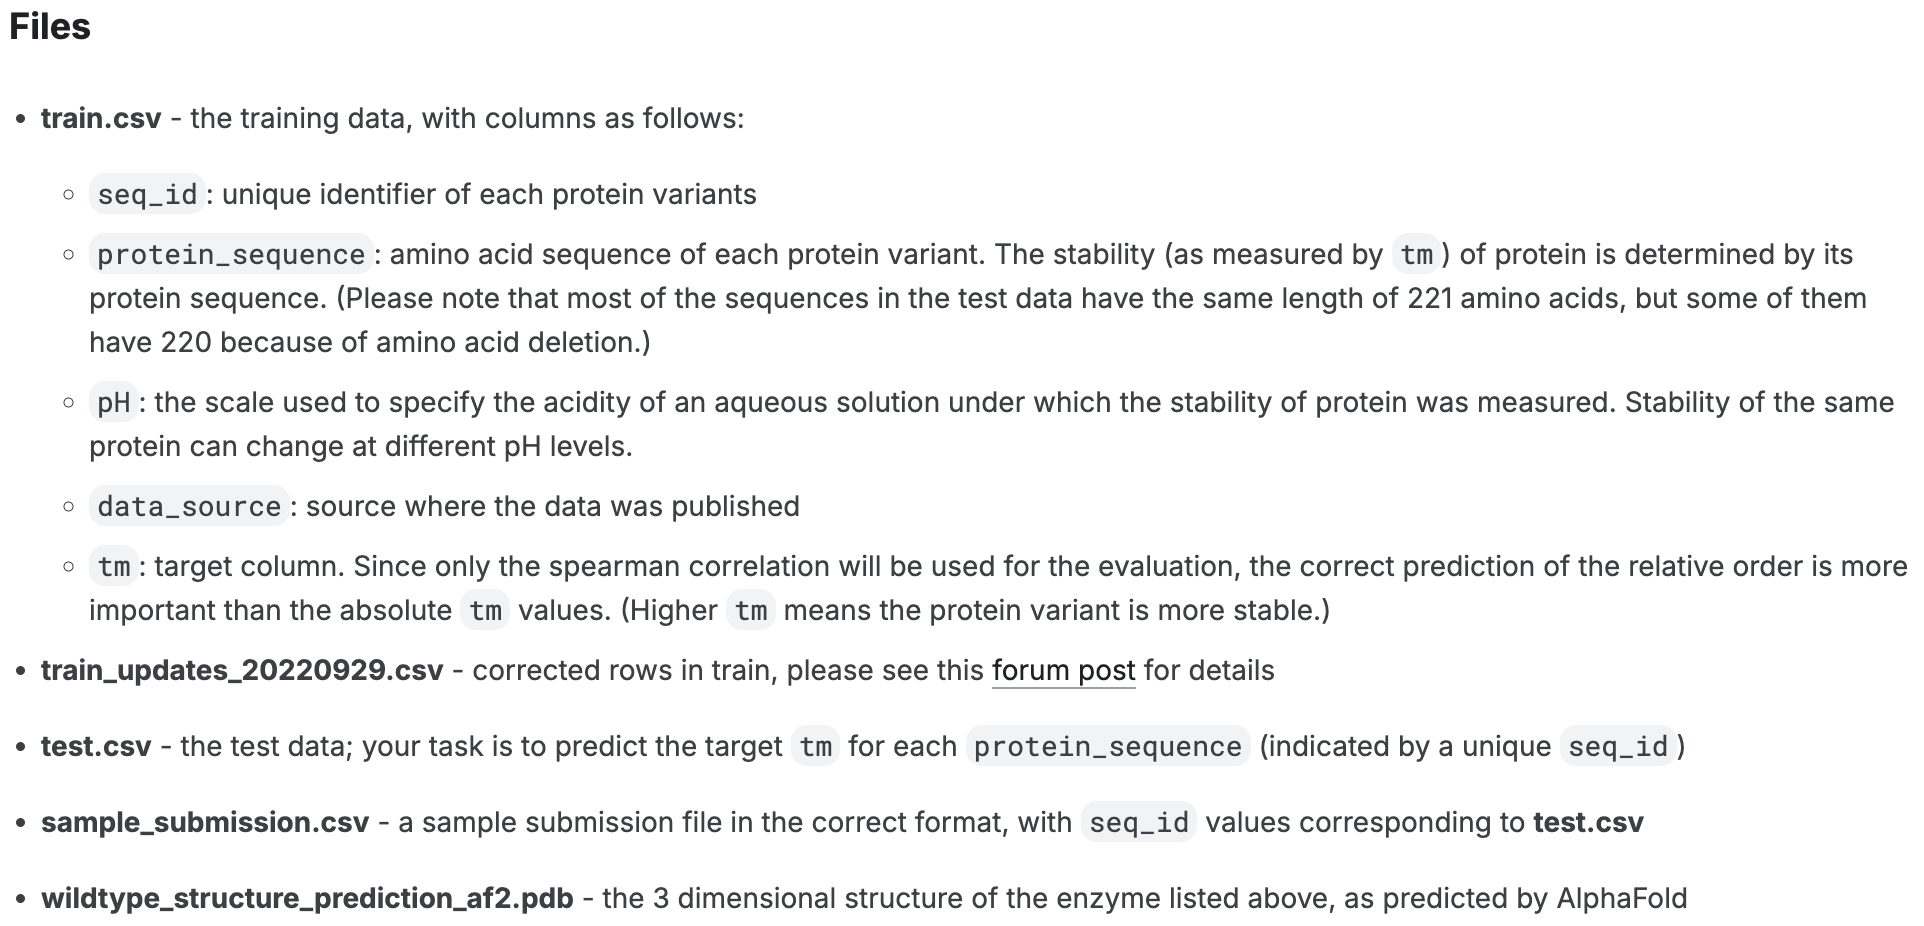 Files
• train.csv - the training data, with columns as follows:
◦ seq_id: unique identifier of each protein variants
◦ protein_sequence: amino acid sequence of each protein variant. The stability (as measured by tm) of protein is determined by its
protein sequence. (Please note that most of the sequences in the test data have the same length of 221 amino acids, but some of them
have 220 because of amino acid deletion.)
◦ pH: the scale used to specify the acidity of an aqueous solution under which the stability of protein was measured. Stability of the same
protein can change at different pH levels.
◦ data_source: source where the data was published
◦ tm: target column. Since only the spearman correlation will be used for the evaluation, the correct prediction of the relative order is more
important than the absolute tm values. (Higher tm means the protein variant is more stable.)
• train_updates_20220929.csv - corrected rows in train, please see this forum post for details
• test.csv - the test data; your task is to predict the target tm for each protein_sequence (indicated by a unique seq_id)
• sample_submission.csv - a sample submission file in the correct format, with seq_id values corresponding to test.csv
• wildtype_structure_prediction_af2.pdb - the 3 dimensional structure of the enzyme listed above, as predicted by AlphaFold